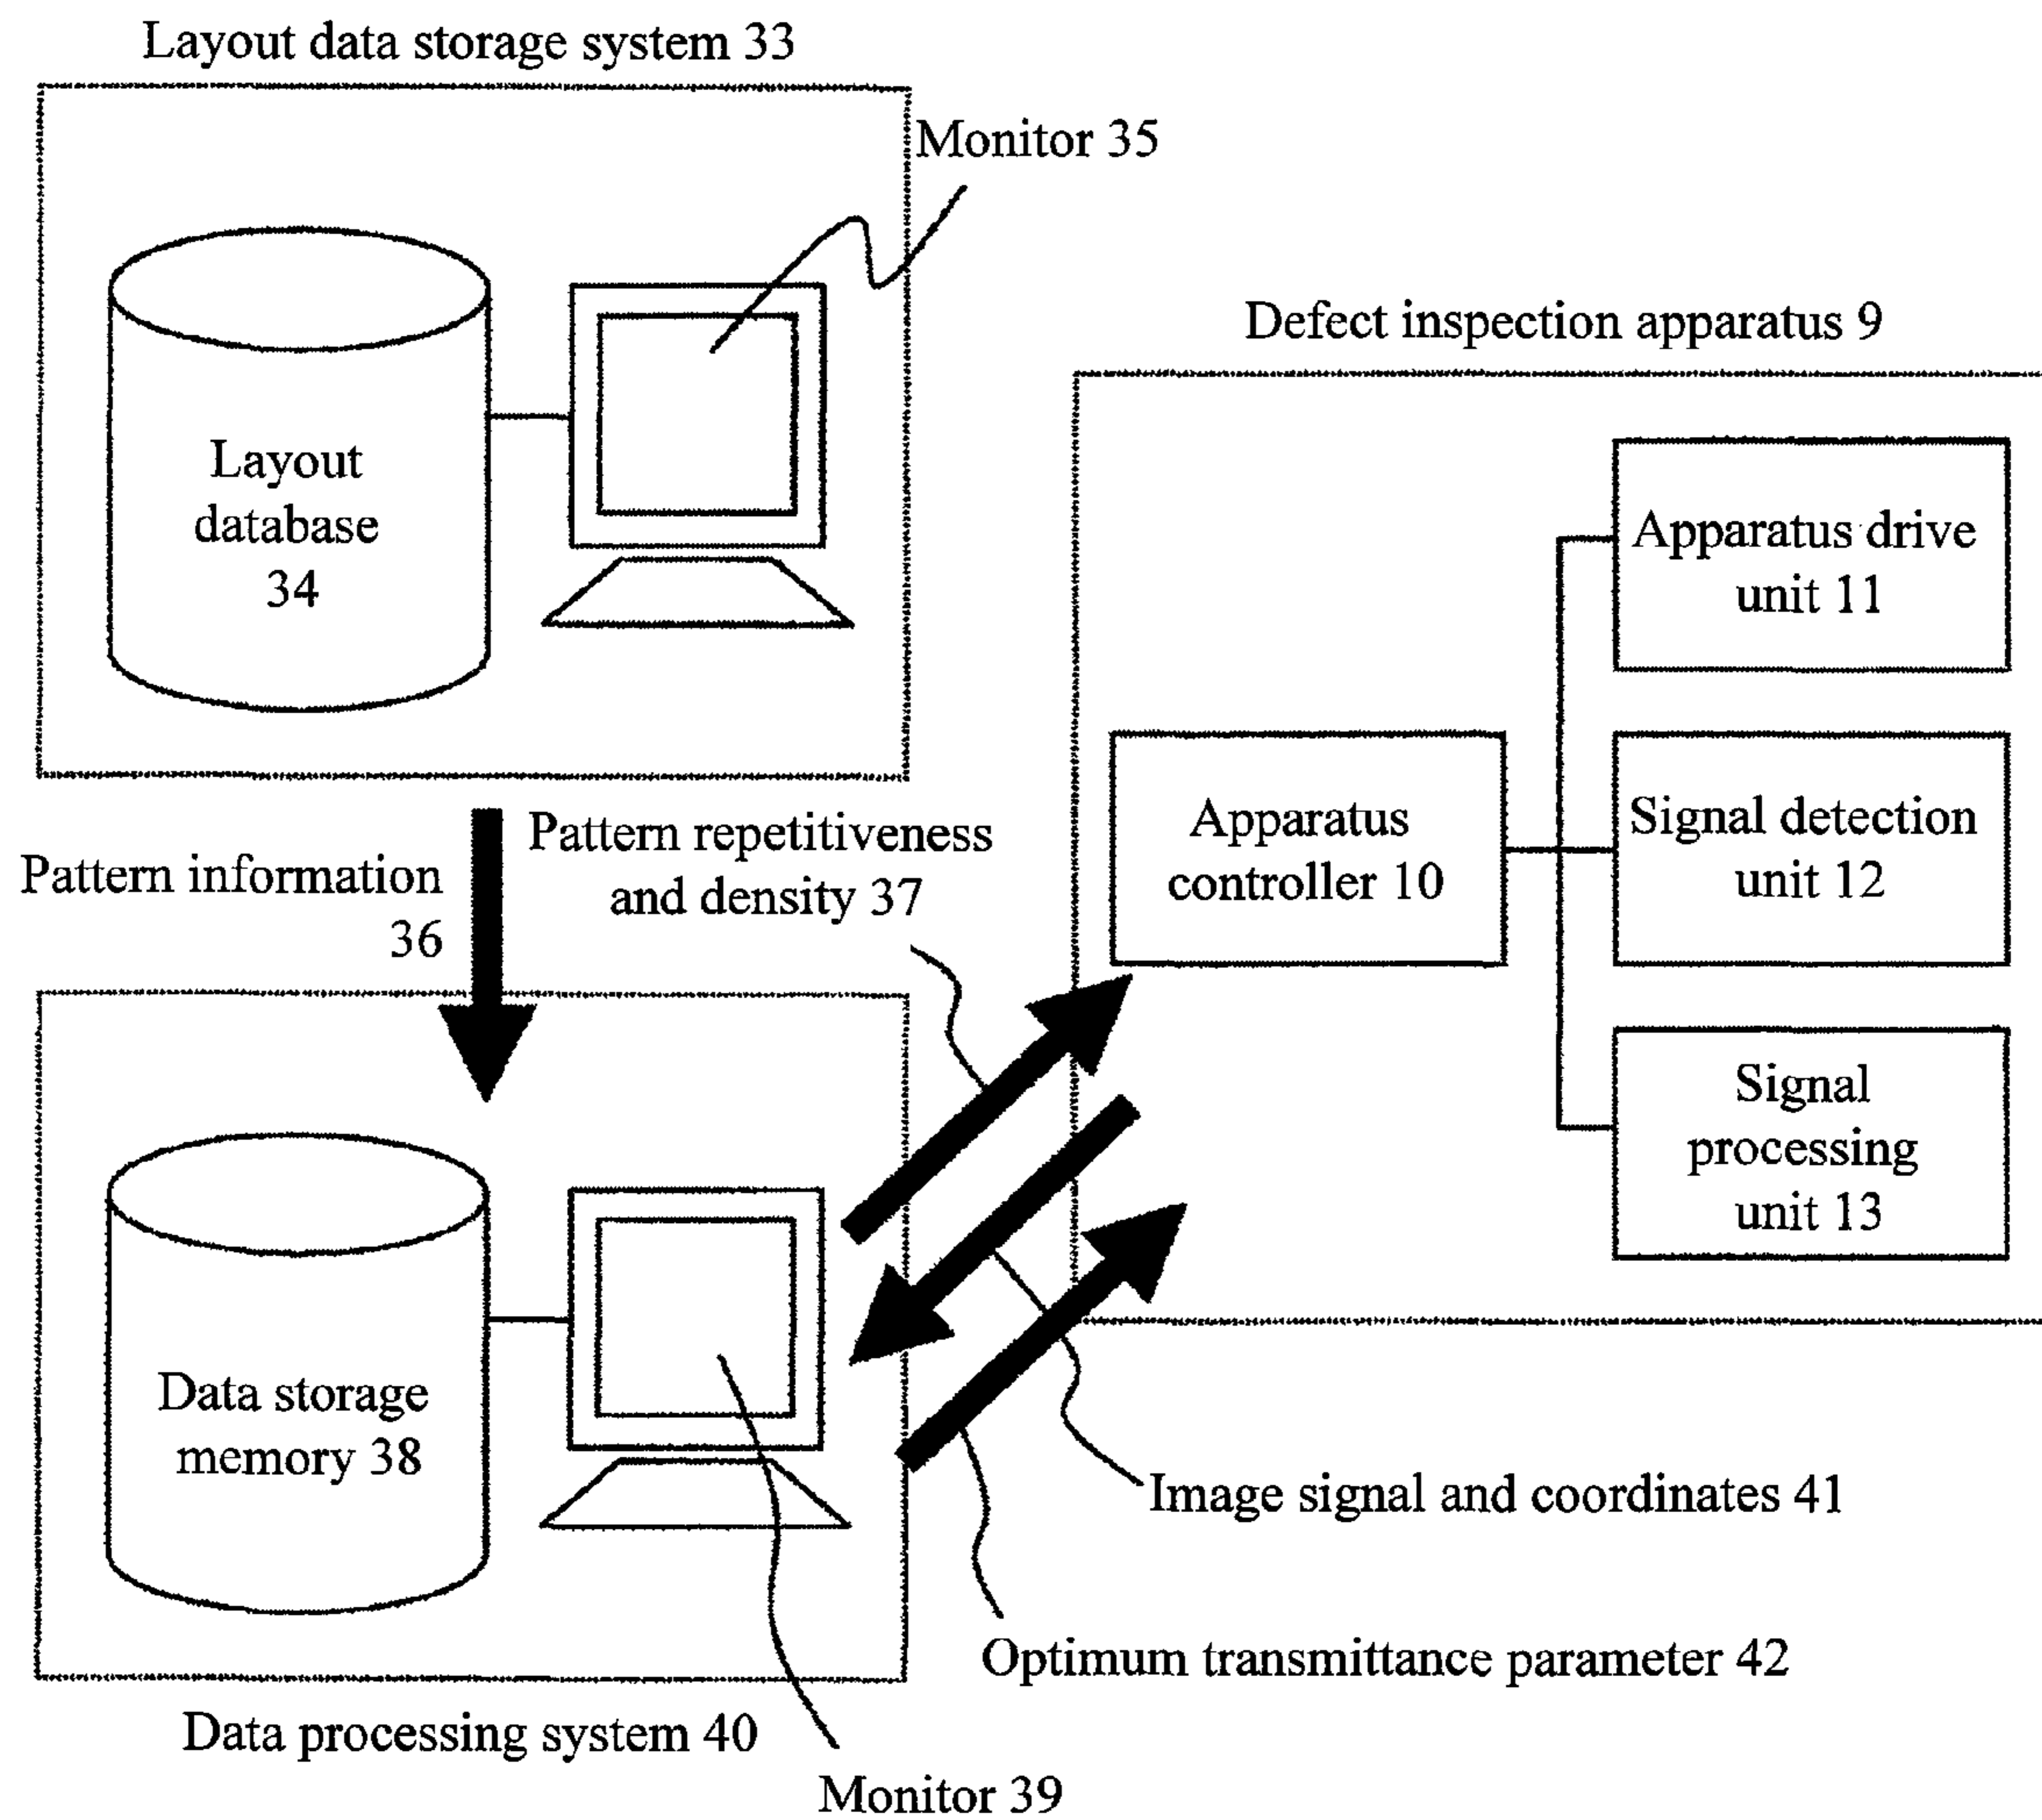 Layout data storage system 33
Monitor 35
Layout
database
34
Defect inspection apparatus 9
Apparatus drive
unit 11
Apparatus
controller 10
Signal detection
unit 12
Signal
processing
unit 13
Pattern information
36
Pattern repetitiveness
and density 37
Data storage
memory 38
Image signal and coordinates 41
Optimum transmittance parameter 42
Data processing system 40
Monitor 39